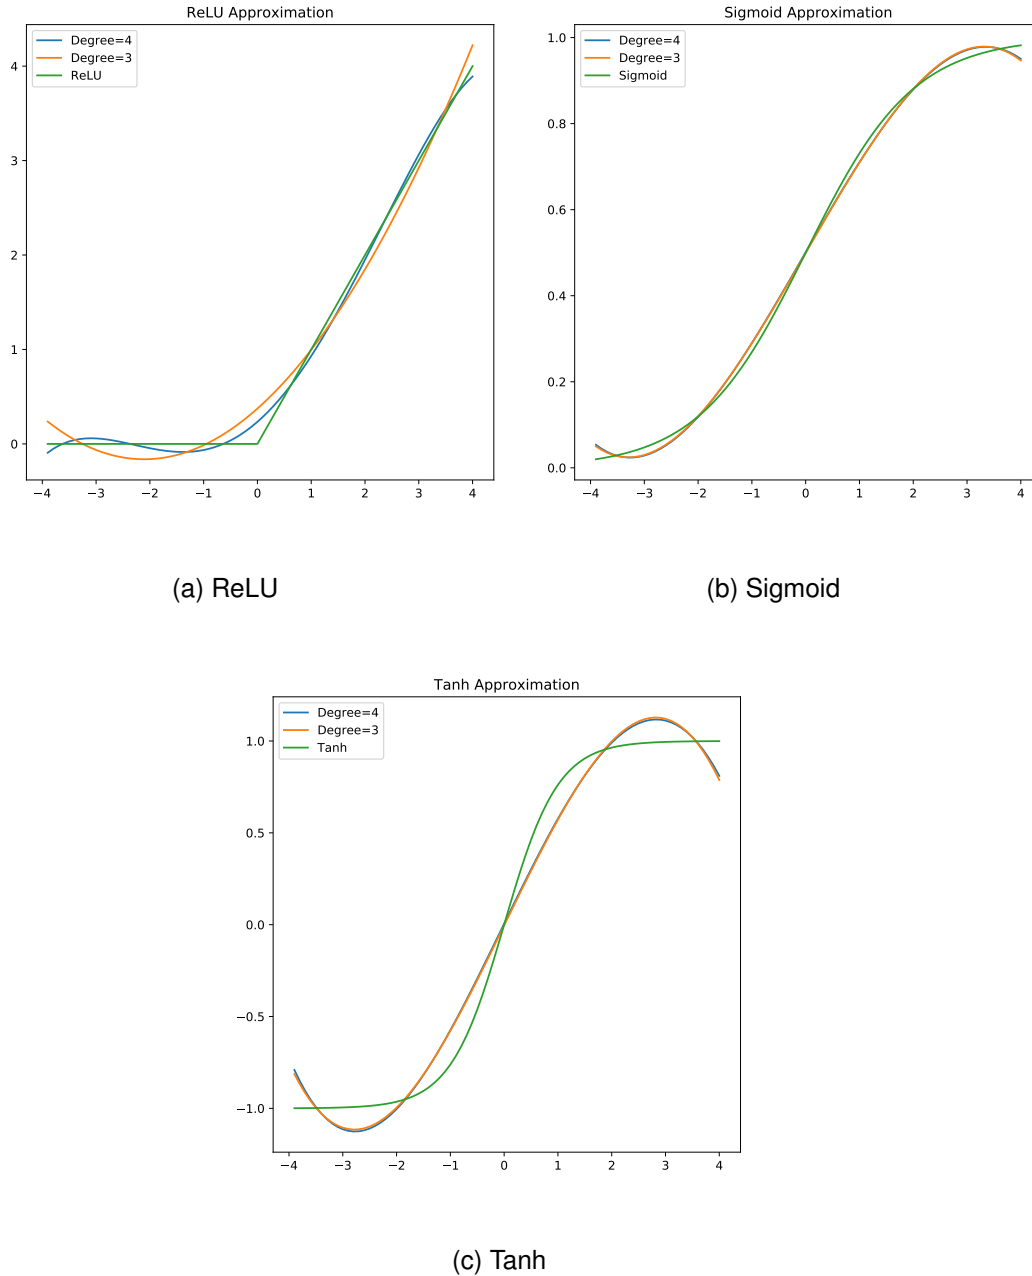 ReLU Approximation
Degree=4
Degree=3
ReLU
4
3
2
1
0
−4 −3 −2 −1 0 1 2 3 4
(a) ReLU
Sigmoid Approximation
Degree=4
Degree=3
Sigmoid
1.0
0.8
0.6
0.4
0.2
0.0
−4 −3 −2 −1 0 1 2 3 4
(b) Sigmoid
Tanh Approximation
Degree=4
Degree=3
Tanh
1.0
0.5
0.0
−0.5
−1.0
−4 −3 −2 −1 0 1 2 3 4
(c) Tanh